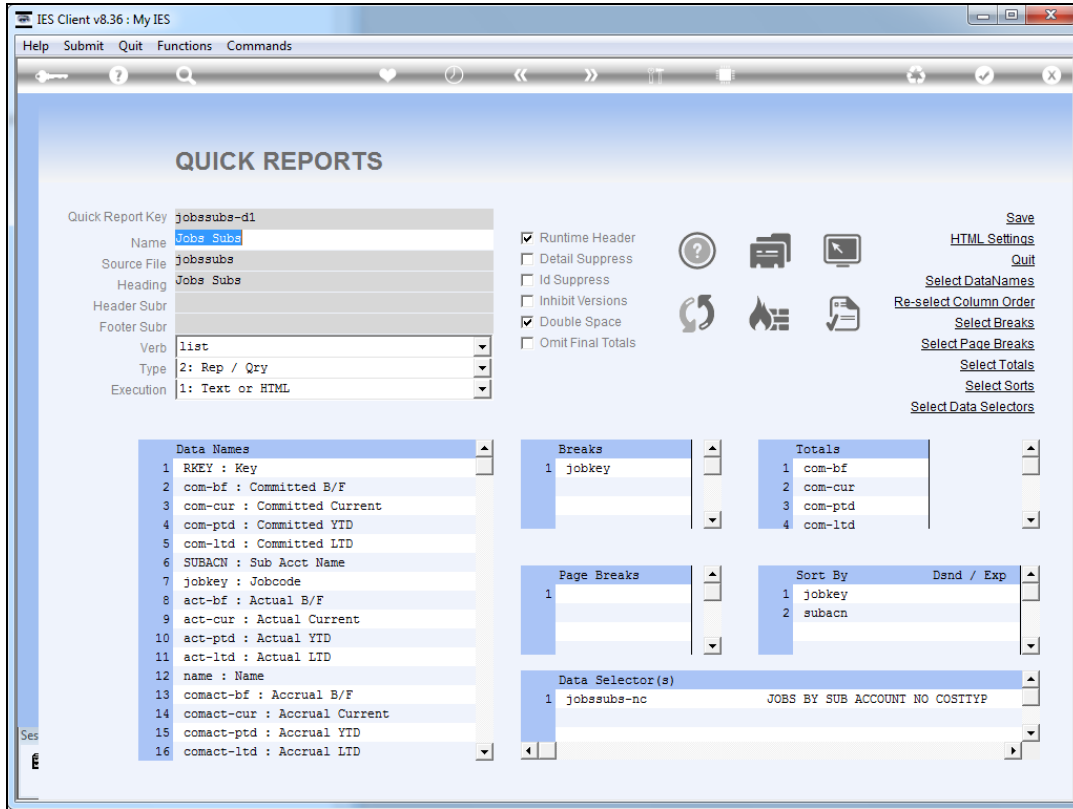 IES Client v8.36 : My IES
Help Submit Quit Functions Commands
QUICK REPORTS
Quick Report Key jobssubs-d1
Name Jobs Subs
Source File jobssubs
Heading Jobs Subs
Header Subr
Footer Subr
Verb list
Type 2: Rep / Qry
Execution 1: Text or HTML
Runtime Header
Detail Suppress
Id Suppress
Inhibit Versions
Double Space
Omit Final Totals
Save
HTML Settings
Quit
Select DataNames
Re-select Column Order
Select Breaks
Select Page Breaks
Select Totals
Select Sorts
Select Data Selectors
Data Names
1 RKEY : Key
2 com-bf : Committed B/F
3 com-cur : Committed Current
4 com-ptd : Committed YTD
5 com-ltd : Committed LTD
6 SUBACN : Sub Acct Name
7 jobkey : Jobcode
8 act-bf : Actual B/F
9 act-cur : Actual Current
10 act-ptd : Actual YTD
11 act-ltd : Actual LTD
12 name : Name
13 comact-bf : Accrual B/F
14 comact-cur : Accrual Current
15 comact-ptd : Accrual YTD
16 comact-ltd : Accrual LTD
Breaks
1 jobkey
Totals
1 com-bf
2 com-cur
3 com-ptd
4 com-ltd
Page Breaks
1
Sort By Dsnd / Exp
1 jobkey
2 subacn
Data Selector(s)
1 jobssubs-nc JOBS BY SUB ACCOUNT NO COSTTYP
Ses